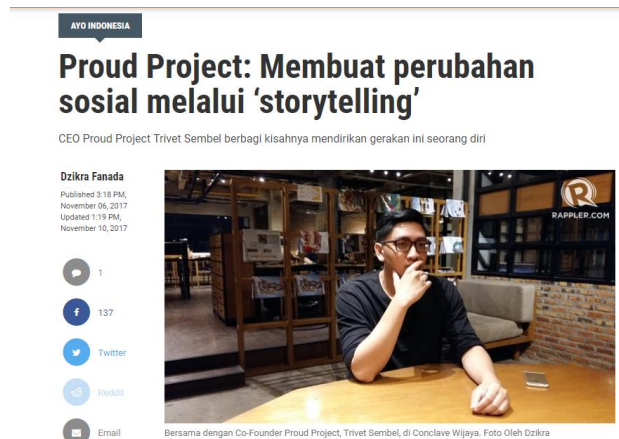 AYO INDONESIA
Proud Project: Membuat perubahan
sosial melalui ‘storytelling’
CEO Proud Project Trivet Sembel berbagi kisahnya mendirikan gerakan ini seorang diri
Dzikra Fanada
Published 3:18 PM,
November 06, 2017
Updated 1:19 PM,
November 10, 2017
1
f 137
Twitter
Reddit
Email
R
RAPPLER.COM
Bersama dengan Co-Founder Proud Project, Trivet Sembel, di Conclave Wijaya. Foto Oleh Dzikra